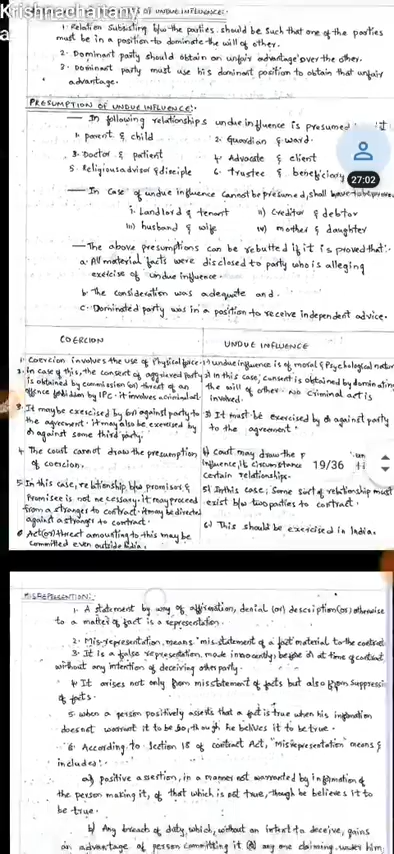 Krishnachaitany
a
OF UNDUE INFLUENCE:-
1. Relation subsisting b/w the parties should be such that one of the parties
must be in a position to dominate the will of other.
2. Dominant party should obtain an unfair advantage over the other.
3. Dominant party must use his dominant position to obtain that unfair
advantage.
PRESUMPTION OF UNDUE INFLUENCE:-
— In following relationships undue influence is presumed
1. parent & child
2. Guardian & ward.
3. Doctor & patient
4. Advocate & client
5. Religious advisor & disciple
6. Trustee & beneficiary
27:02
— In case of undue influence cannot be presumed, shall have to be prove
i. Landlord & tenant
ii) Creditor & debtor
iii) husband & wife
iv) mother & daughter
— The above presumptions can be rebutted if it is proved that:-
a. All material facts were disclosed to party who is alleging
exercise of undue influence.
b. The consideration was adequate and.
c. Dominated party was in a position to receive independent advice.
COERCION
UNDUE INFLUENCE
1. Coercion involves the use of Physical force.
1) undue influence is of moral & Psychological natur
2. in case of this, the consent of aggrieved party
is obtained by commission (or) threat of an
offence forbidden by IPC. it involves a criminal act
2) In this case, consent is obtained by dominatin
the will of other. No criminal act is
involved.
3. It may be exercised by (or) against party to
the agreement. it may also be exercised by
or against some third party.
3) It must be exercised by or against party
to the agreement.
4. The court cannot draw the presumption
of coercion.
4) Court may draw the p
influence, if circumstance
certain relationships.
19/36
5. In this case, relationship b/w promisor &
Promisee is not necessary. it may proceed
from a stranger to contract. it may be directed
against a stranger to contract.
5) In this case, Some sort of relationship must
exist b/w two parties to contract.
6. Act (or) threat amounting to this may be
committed even outside India.
6) This should be exercised in India.
MISREPRESENTION:-
1. A statement by way of affirmation, denial (or) description (or) otherwise
to a matter of fact is a representation.
2. Mis-representation, means "mis-statement of a fact material to the contract
3. It is a false representation, made innocently, before or at time of contract
without any intention of deceiving other party.
4. It arises not only from misstatement of facts but also from suppressi
of facts.
5. when a person positively asserts that a fact is true when his information
does not warrant it to be so, though he belives it to be true.
6. According to Section 18 of contract Act, "Misrepresentation" means &
includes:-
a) positive assertion, in a manner not warranted by information of
the person making it, of that which is not true, though he believes it to
be true.
b) Any breach of duty, which, without an intent to deceive, gains
an advantage of person committing it or any one claiming under him;